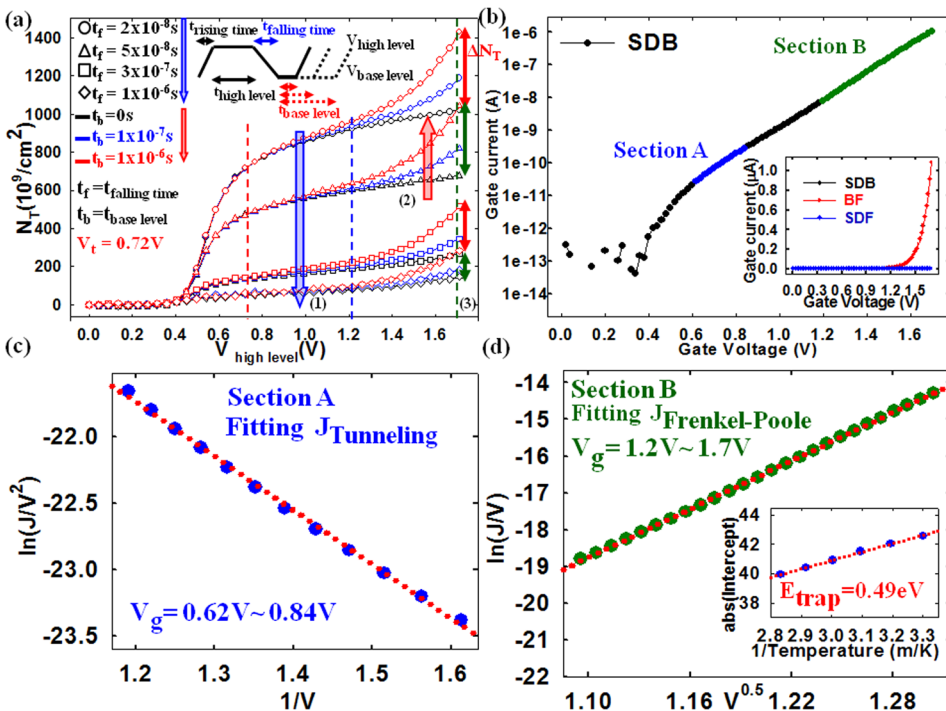 (a)
1400
1200
1000
800
600
400
200
0
N_T(10^9/cm^2)
t_f = 2x10^-8s
t_f = 5x10^-8s
t_f = 3x10^-7s
t_f = 1x10^-6s
t_b=0s
t_b=1x10^-7s
t_b=1x10^-6s
t_f = t_falling time
t_b = t_base level
V_t = 0.72V
t_rising time
t_falling time
V_high level
V_base level
t_high level
t_base level
ΔN_T
(2)
(1)
(3)
0.0 0.2 0.4 0.6 0.8 1.0 1.2 1.4 1.6
V_high level(V)
(b)
1e-6
1e-7
1e-8
1e-9
1e-10
1e-11
1e-12
1e-13
1e-14
Gate current (A)
SDB
Section B
Section A
Gate current (µA)
1.0
0.8
0.6
0.4
0.2
0.0
SDB
BF
SDF
0.0 0.3 0.6 0.9 1.2 1.5
Gate Voltage (V)
0.0 0.2 0.4 0.6 0.8 1.0 1.2 1.4 1.6
Gate Voltage (V)
(c)
-22.0
-22.5
-23.0
-23.5
ln(J/V^2)
Section A
Fitting J_Tunneling
V_g= 0.62V~0.84V
1.2 1.3 1.4 1.5 1.6
1/V
(d)
-14
-15
-16
-17
-18
-19
-20
-21
-22
ln(J/V)
Section B
Fitting J_Frenkel-Poole
V_g= 1.2V~ 1.7V
abs(Intercept)
44
42
40
38
E_trap=0.49eV
2.8 2.9 3.0 3.1 3.2 3.3
1/Temperature (m/K)
1.10 1.16 1.22 1.28
V^0.5